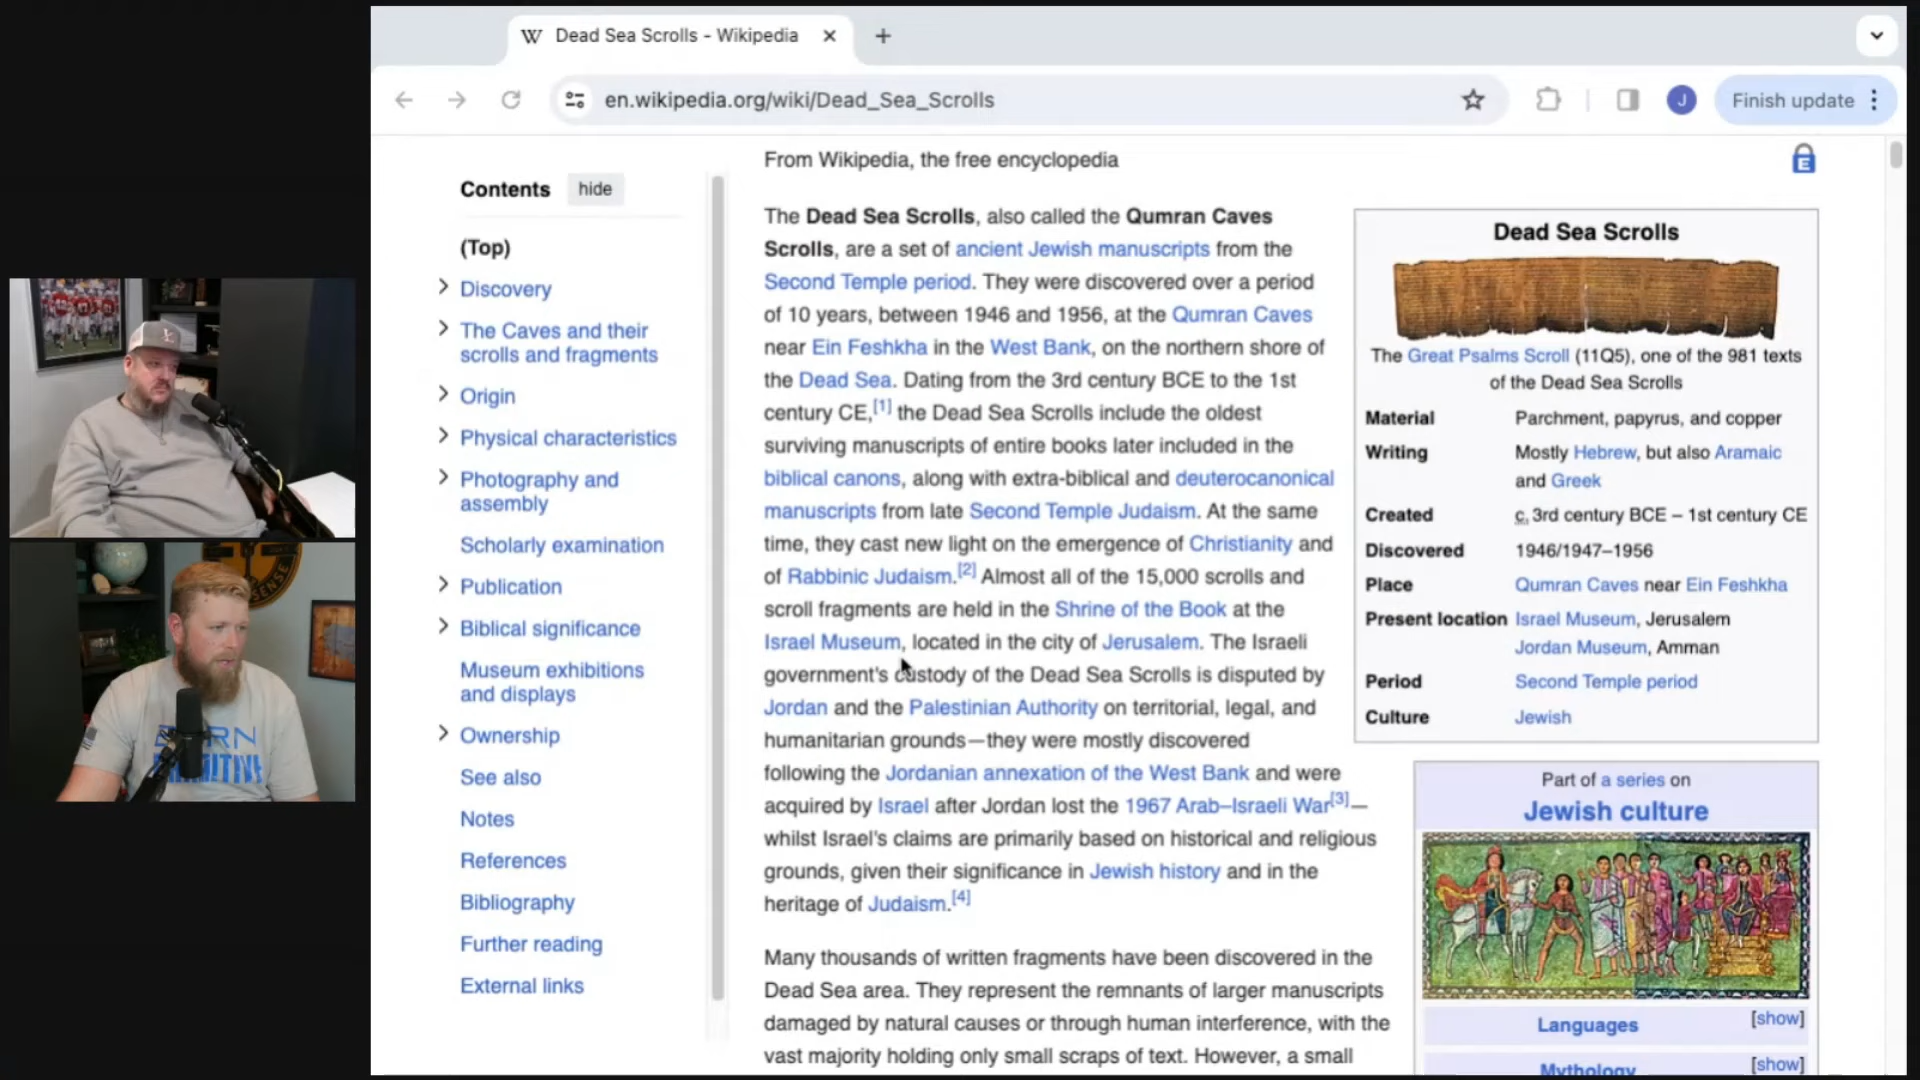 Dead Sea Scrolls - Wikipedia
en.wikipedia.org/wiki/Dead_Sea_Scrolls
J
Finish update
Contents
hide
(Top)
Discovery
The Caves and their
scrolls and fragments
Origin
Physical characteristics
Photography and
assembly
Scholarly examination
Publication
Biblical significance
Museum exhibitions
and displays
Ownership
See also
Notes
References
Bibliography
Further reading
External links
From Wikipedia, the free encyclopedia
The Dead Sea Scrolls, also called the Qumran Caves
Scrolls, are a set of ancient Jewish manuscripts from the
Second Temple period. They were discovered over a period
of 10 years, between 1946 and 1956, at the Qumran Caves
near Ein Feshkha in the West Bank, on the northern shore of
the Dead Sea. Dating from the 3rd century BCE to the 1st
century CE,[1] the Dead Sea Scrolls include the oldest
surviving manuscripts of entire books later included in the
biblical canons, along with extra-biblical and deuterocanonical
manuscripts from late Second Temple Judaism. At the same
time, they cast new light on the emergence of Christianity and
of Rabbinic Judaism.[2] Almost all of the 15,000 scrolls and
scroll fragments are held in the Shrine of the Book at the
Israel Museum, located in the city of Jerusalem. The Israeli
government's custody of the Dead Sea Scrolls is disputed by
Jordan and the Palestinian Authority on territorial, legal, and
humanitarian grounds—they were mostly discovered
following the Jordanian annexation of the West Bank and were
acquired by Israel after Jordan lost the 1967 Arab–Israeli War[3]—
whilst Israel's claims are primarily based on historical and religious
grounds, given their significance in Jewish history and in the
heritage of Judaism.[4]
Many thousands of written fragments have been discovered in the
Dead Sea area. They represent the remnants of larger manuscripts
damaged by natural causes or through human interference, with the
vast majority holding only small scraps of text. However, a small
Dead Sea Scrolls
The Great Psalms Scroll (11Q5), one of the 981 texts
of the Dead Sea Scrolls
Material Parchment, papyrus, and copper
Writing Mostly Hebrew, but also Aramaic
and Greek
Created c. 3rd century BCE – 1st century CE
Discovered 1946/1947–1956
Place Qumran Caves near Ein Feshkha
Present location Israel Museum, Jerusalem
Jordan Museum, Amman
Period Second Temple period
Culture Jewish
Part of a series on
Jewish culture
Languages [show]
Mythology [show]